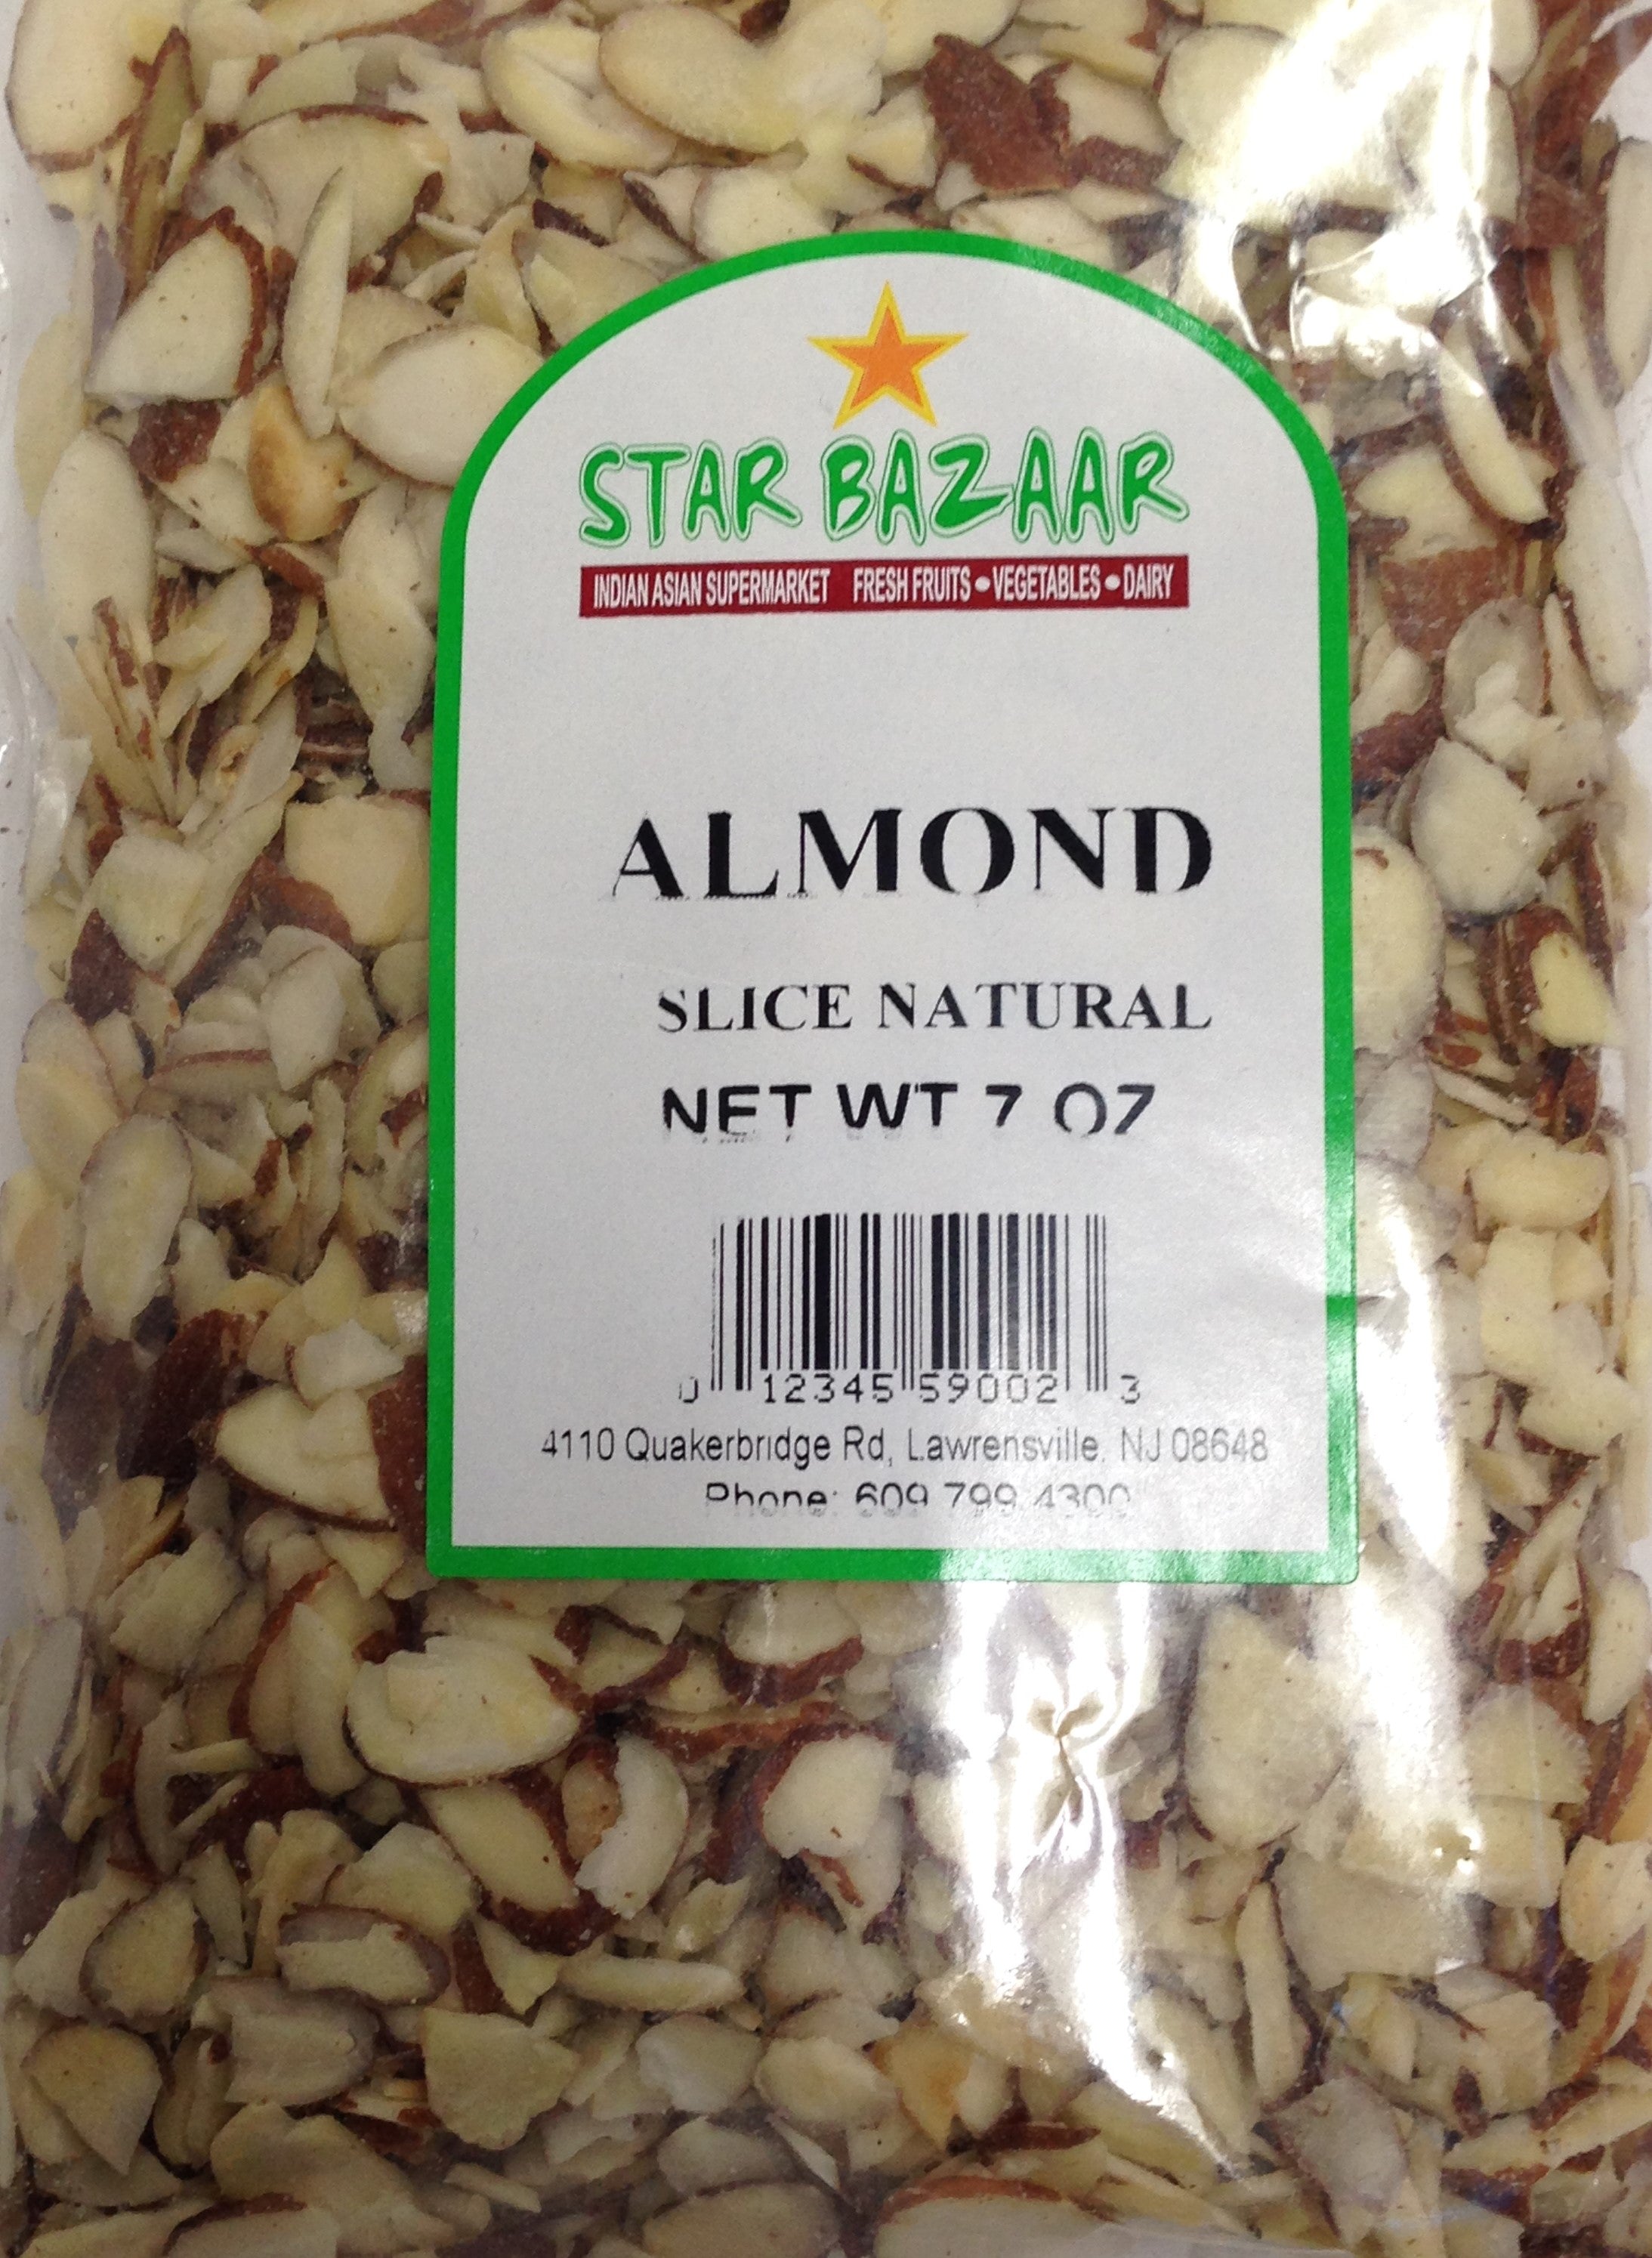 STAR BAZAAR
INDIAN ASIAN SUPERMARKET FRESH FRUITS • VEGETABLES • DAIRY
ALMOND
SLICE NATURAL
NET WT 7 OZ
0 12345 59002 3
4110 Quakerbridge Rd, Lawrensville, NJ 08648
Phone: 609 799 4300